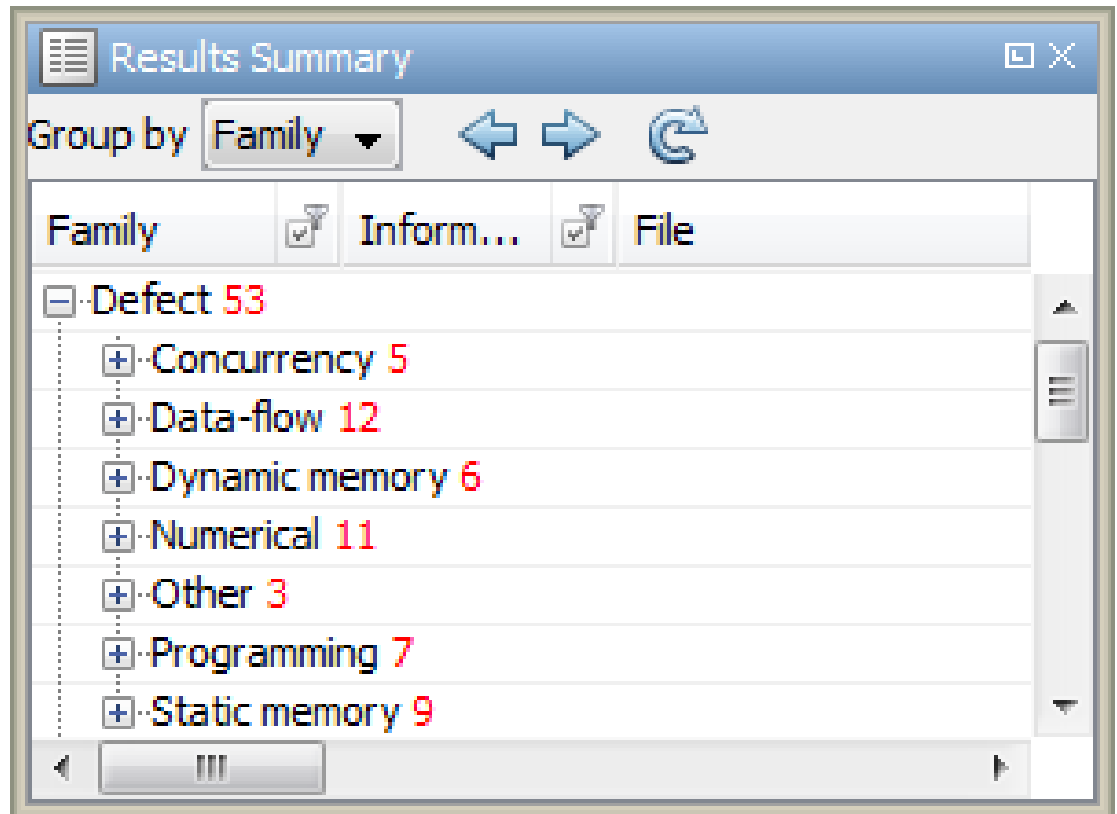 Results Summary
Group by Family
Family Inform... File
Defect 53
Concurrency 5
Data-flow 12
Dynamic memory 6
Numerical 11
Other 3
Programming 7
Static memory 9